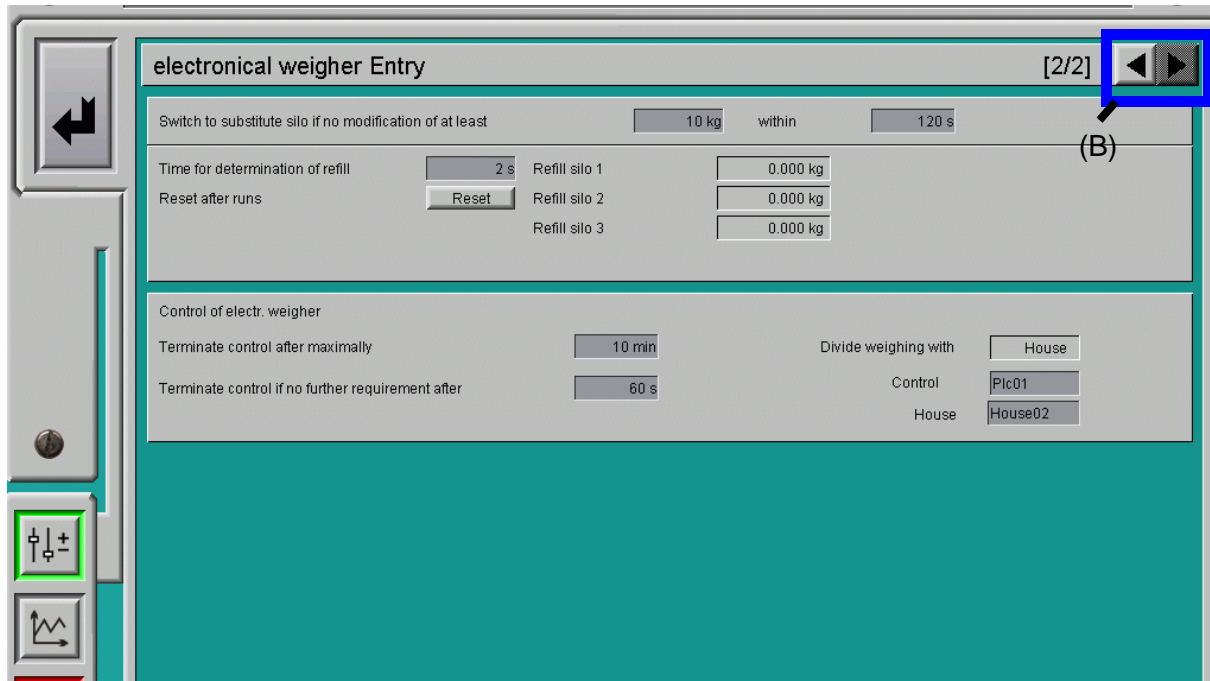 electronical weigher Entry [2/2]
(B)
Switch to substitute silo if no modification of at least 10 kg within 120 s
Time for determination of refill 2 s Refill silo 1 0.000 kg
Reset after runs Reset Refill silo 2 0.000 kg
Refill silo 3 0.000 kg
Control of electr. weigher
Terminate control after maximally 10 min Divide weighing with House
Terminate control if no further requirement after 60 s Control Plc01
House House02